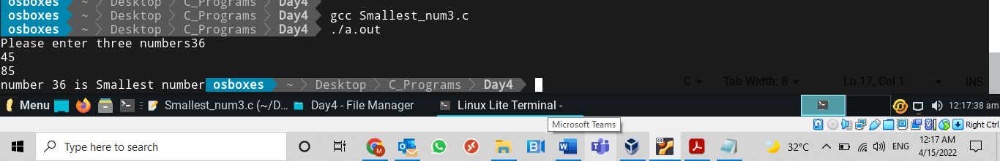 osboxes ~ Desktop C_Programs Day4
osboxes ~ Desktop C_Programs Day4 gcc Smallest_num3.c
osboxes ~ Desktop C_Programs Day4 ./a.out
Please enter three numbers36
45
85
number 36 is Smallest number osboxes ~ Desktop C_Programs Day4
C Tab Width: 8 Ln 17, Col 1 INS
Menu Smallest_num3.c (~/D... Day4 - File Manager Linux Lite Terminal - 12:17:38 am
Microsoft Teams Right Ctrl
Type here to search 32°C ENG 12:17 AM
4/15/2022